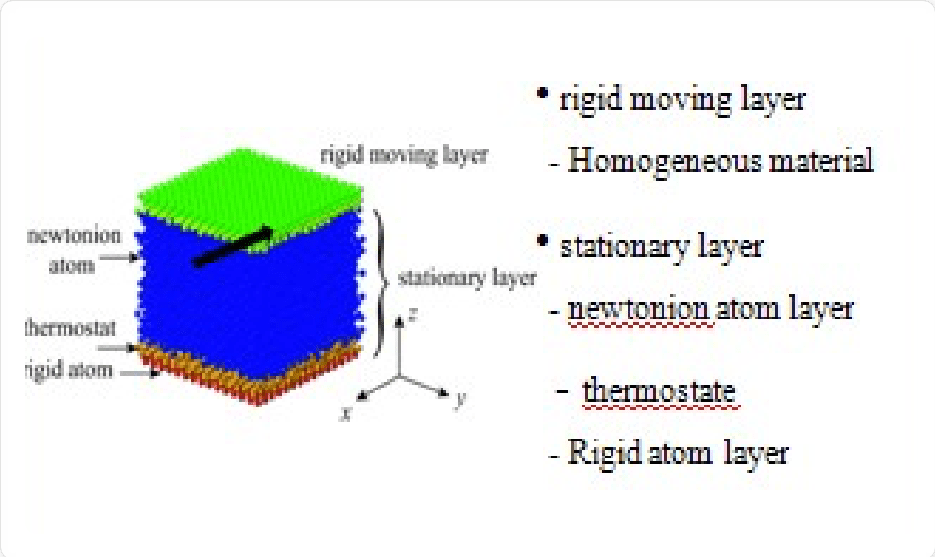 rigid moving layer
newtonion
atom
stationary layer
thermostat
rigid atom
z
x
y
• rigid moving layer
- Homogeneous material
• stationary layer
- newtonion atom layer
- thermostate
- Rigid atom layer